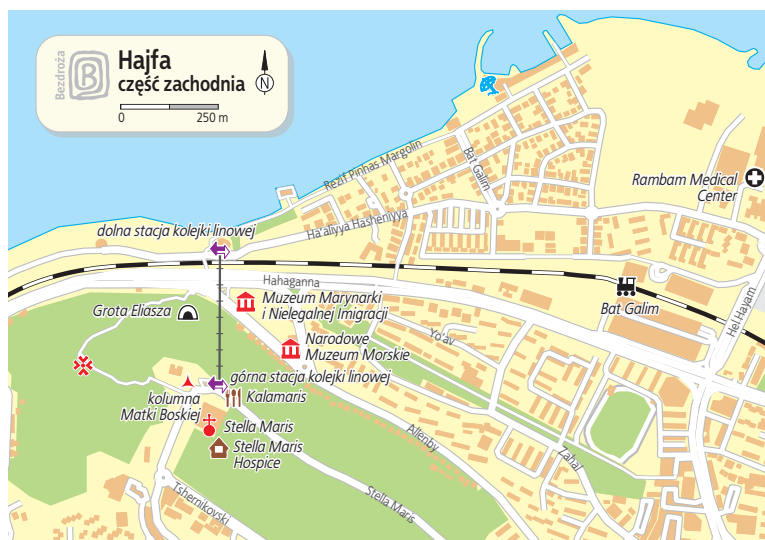 Bezdroża
B
Hajfa
część zachodnia
N
0 250 m
Rezif Pinhas Margolin
Bat Galim
Rambam Medical
Center
dolna stacja kolejki linowej
Ha'aliyya Hasheniyya
Hahaganna
Grota Eliasza
Muzeum Marynarki
i Nielegalnej Imigracji
Bat Galim
Hel Hayam
Narodowe
Muzeum Morskie
Yo'av
górna stacja kolejki linowej
Kalamaris
kolumna
Matki Boskiej
Stella Maris
Stella Maris
Hospice
Allenby
Zahal
Tshernikovski
Stella Maris